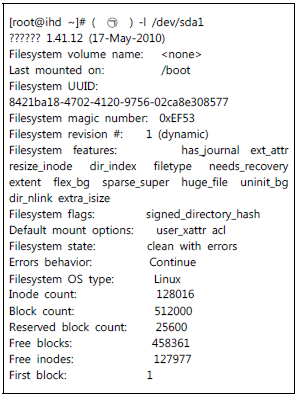 [root@ihd ~]# ( ㉠ ) -l /dev/sda1
?????? 1.41.12 (17-May-2010)
Filesystem volume name: <none>
Last mounted on: /boot
Filesystem UUID:
8421ba18-4702-4120-9756-02ca8e308577
Filesystem magic number: 0xEF53
Filesystem revision #: 1 (dynamic)
Filesystem features: has_journal ext_attr
resize_inode dir_index filetype needs_recovery
extent flex_bg sparse_super huge_file uninit_bg
dir_nlink extra_isize
Filesystem flags: signed_directory_hash
Default mount options: user_xattr acl
Filesystem state: clean with errors
Errors behavior: Continue
Filesystem OS type: Linux
Inode count: 128016
Block count: 512000
Reserved block count: 25600
Free blocks: 458361
Free inodes: 127977
First block: 1